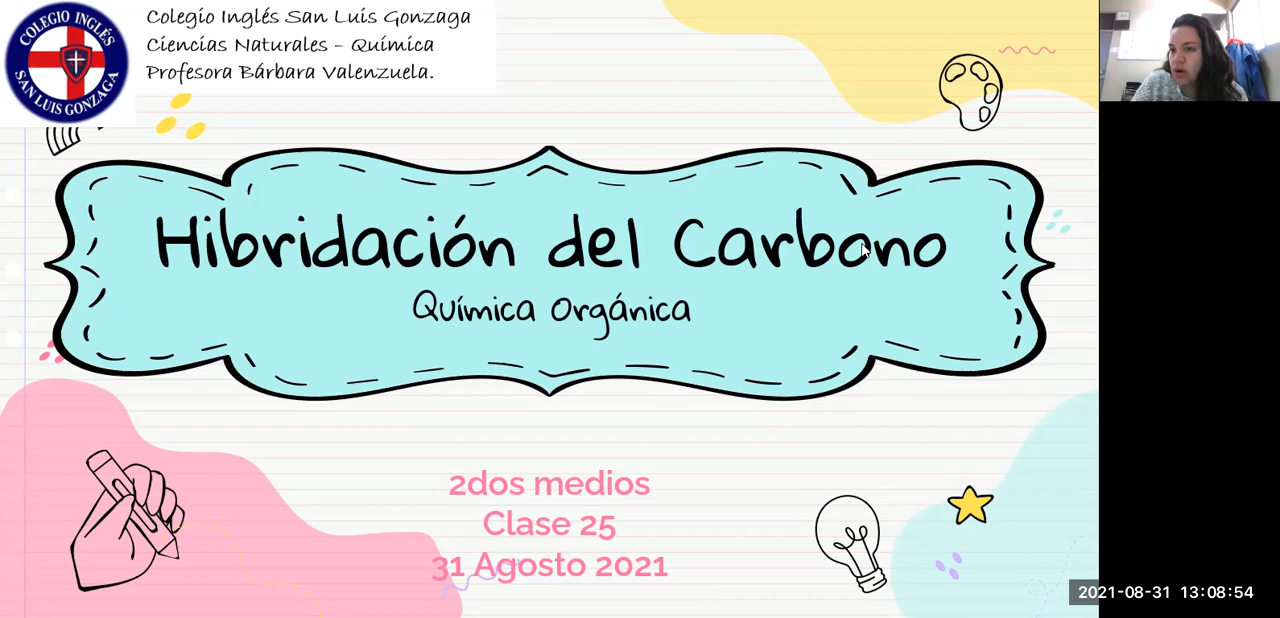 COLEGIO INGLÉS
SAN LUIS GONZAGA
Colegio Inglés San Luis Gonzaga
Ciencias Naturales - Química
Profesora Bárbara Valenzuela.
Hibridación del Carbono
Química Orgánica
2dos medios
Clase 25
31 Agosto 2021
2021-08-31 13:08:54